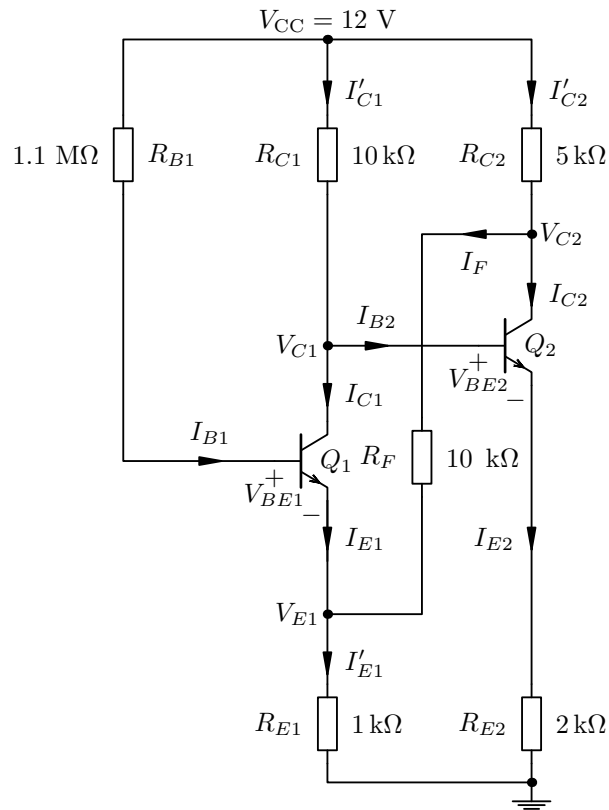 V_CC = 12 V
I'_C1 I'_C2
1.1 MΩ R_B1 R_C1 10 kΩ R_C2 5 kΩ
V_C2
I_F
I_C2
I_B2
V_C1 Q_2
+
V_BE2
−
I_C1
I_B1
Q_1 R_F 10 kΩ
+
V_BE1
−
I_E1 I_E2
V_E1
I'_E1
R_E1 1 kΩ R_E2 2 kΩ